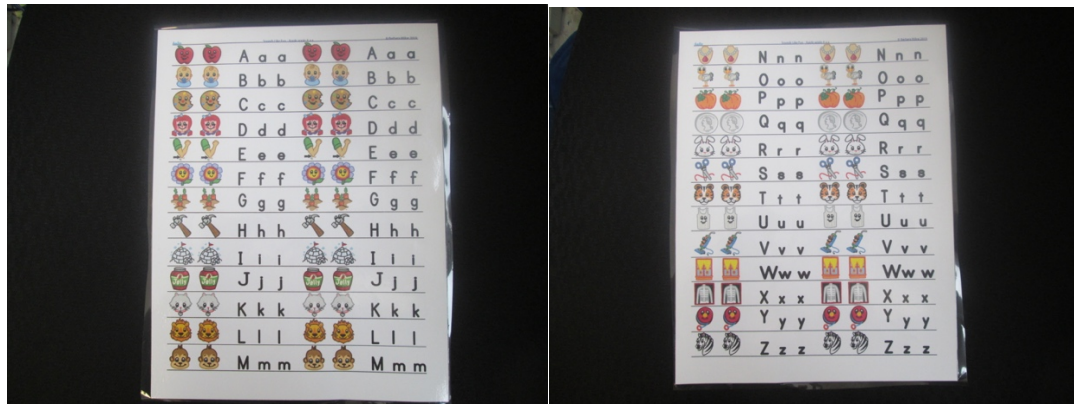 A a a A a a
B b b B b b
C c c C c c
D d d D d d
E e e E e e
F f f F f f
G g g G g g
H h h H h h
I i i I i i
J j j J j j
K k k K k k
L l l L l l
M m m M m m
N n n N n n
O o o O o o
P p p P p p
Q q q Q q q
R r r R r r
S s s S s s
T t t T t t
U u u U u u
V v v V v v
W w w W w w
X x x X x x
Y y y Y y y
Z z z Z z z